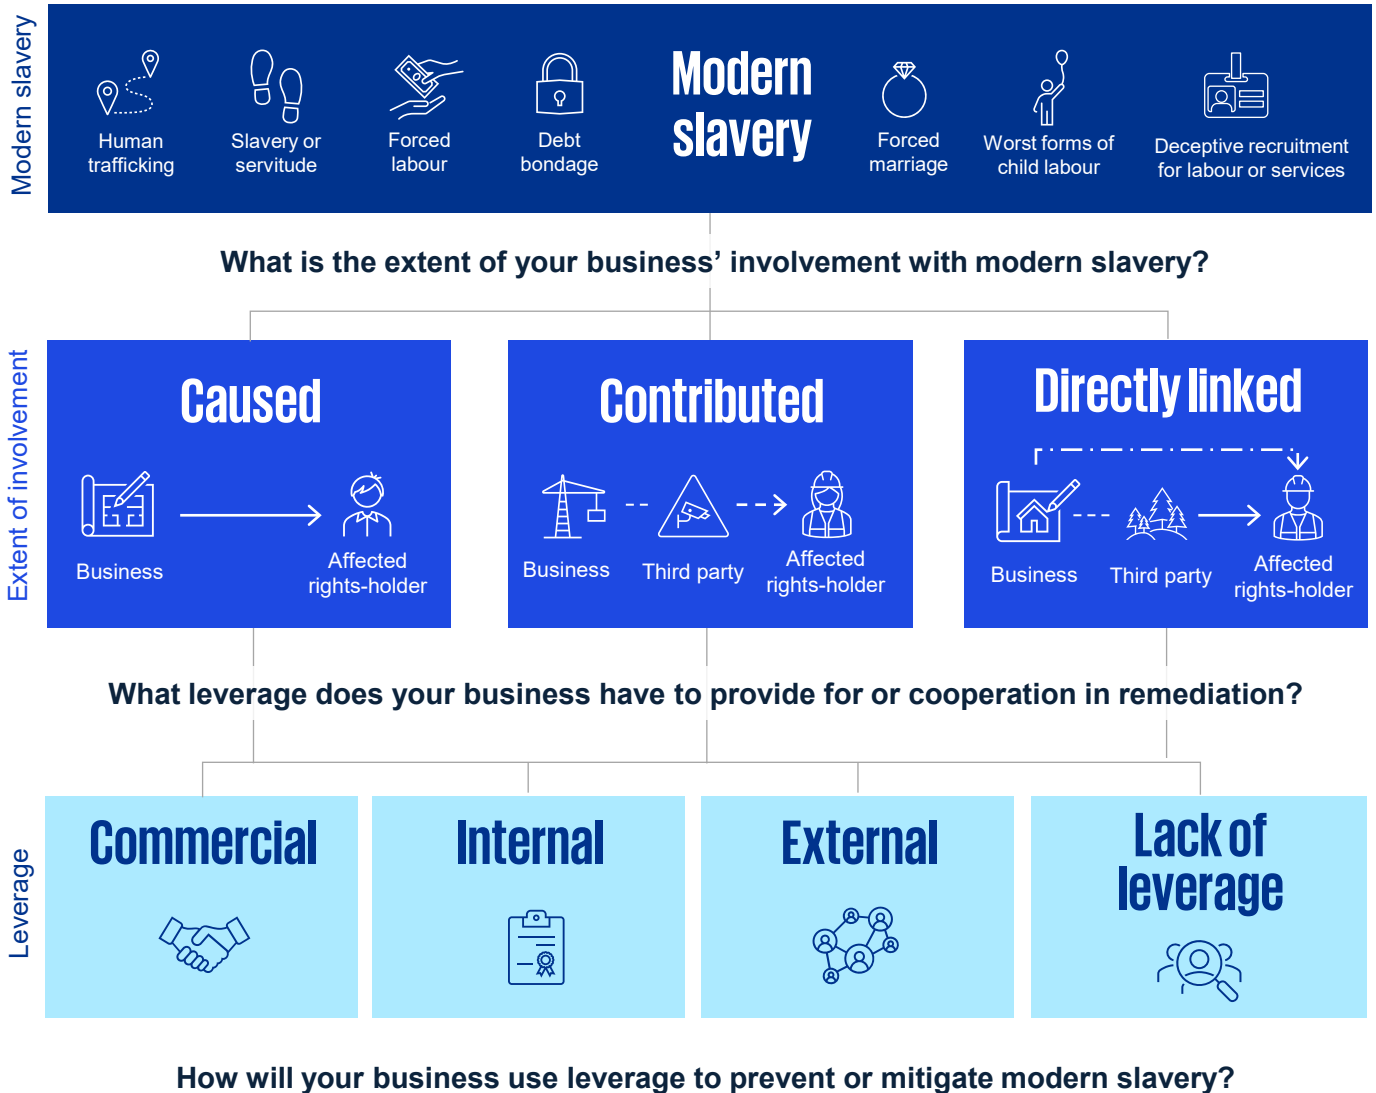 Modern slavery
Human
trafficking
Slavery or
servitude
Forced
labour
Debt
bondage
Modern
slavery
Forced
marriage
Worst forms of
child labour
Deceptive recruitment
for labour or services
What is the extent of your business’ involvement with modern slavery?
Extent of involvement
Caused
Business
Affected
rights-holder
Contributed
Business
Third party
Affected
rights-holder
Directly linked
Business
Third party
Affected
rights-holder
What leverage does your business have to provide for or cooperation in remediation?
Leverage
Commercial
Internal
External
Lack of
leverage
How will your business use leverage to prevent or mitigate modern slavery?